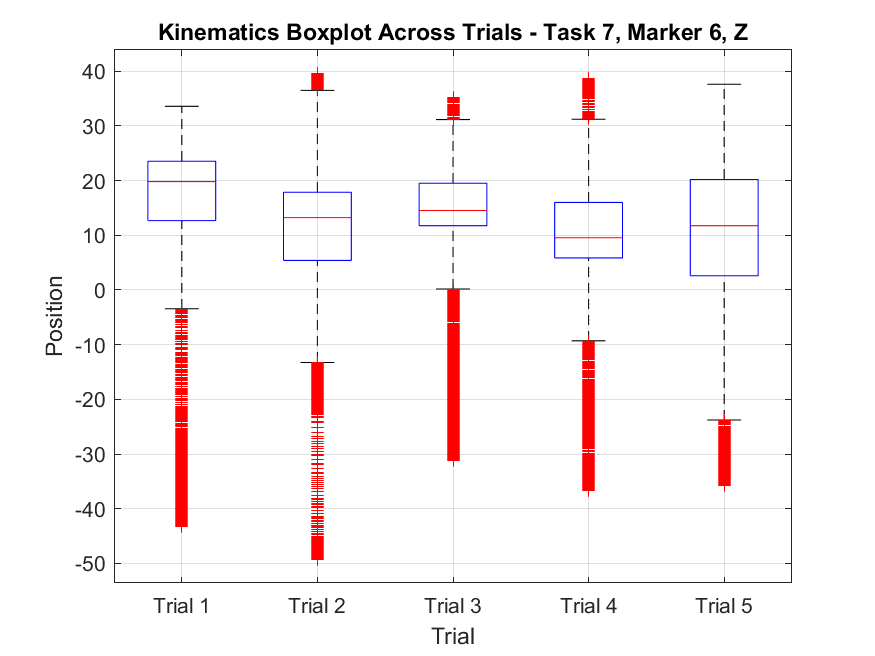 Kinematics Boxplot Across Trials - Task 7, Marker 6, Z
Position
40
30
20
10
0
-10
-20
-30
-40
-50
Trial 1 Trial 2 Trial 3 Trial 4 Trial 5
Trial